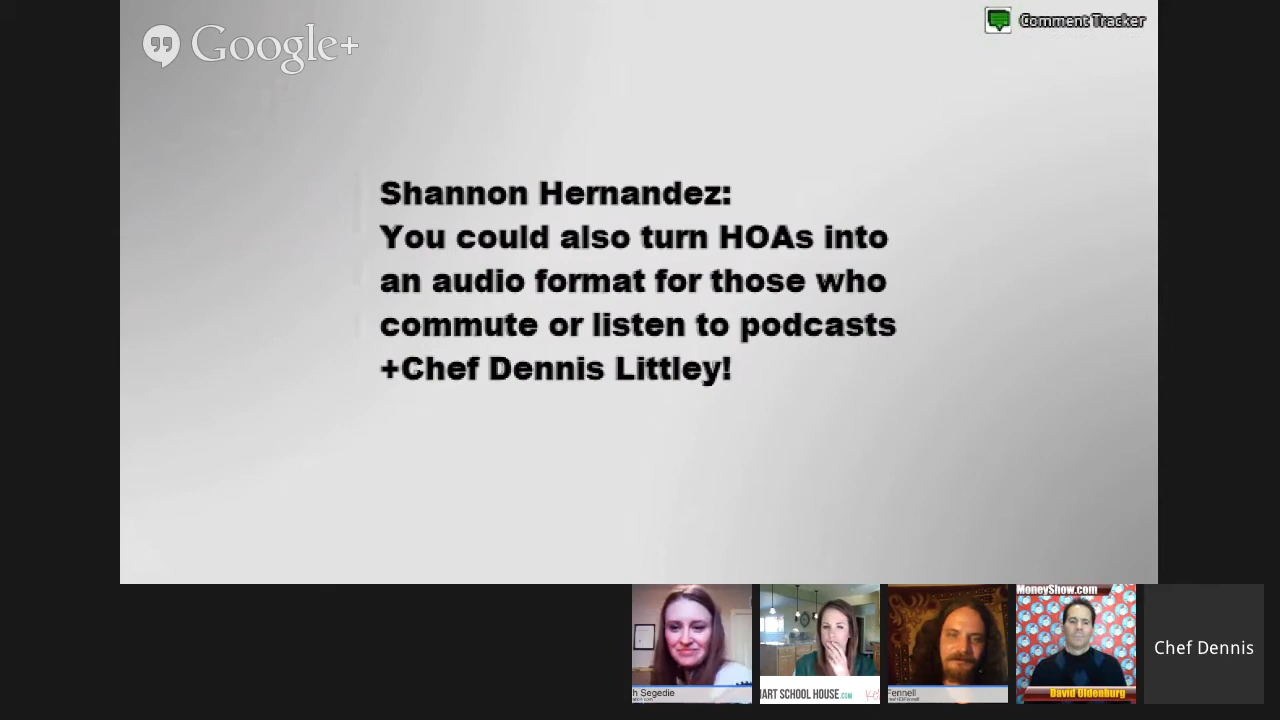 Google+
Comment Tracker
Shannon Hernandez:
You could also turn HOAs into
an audio format for those who
commute or listen to podcasts
+Chef Dennis Littley!
h Segedie
MART SCHOOL HOUSE.COM
Fennell
MoneyShow.com
David Oldenburg
Chef Dennis